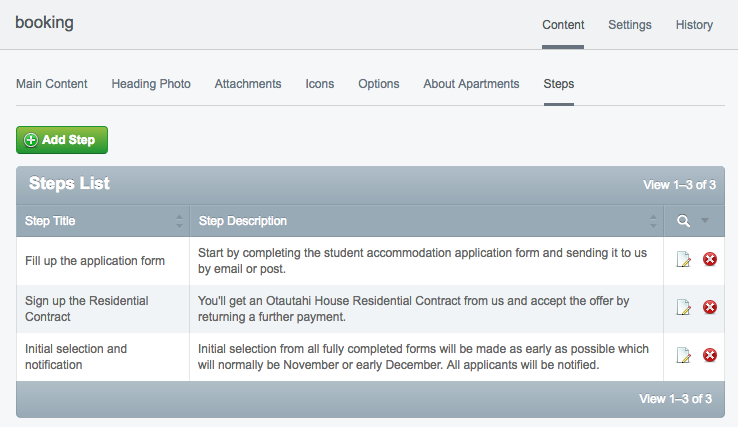 booking
Content Settings History
Main Content Heading Photo Attachments Icons Options About Apartments Steps
Add Step
Steps List View 1–3 of 3
Step Title Step Description
Fill up the application form
Start by completing the student accommodation application form and sending it to us
by email or post.
Sign up the Residential
Contract
You'll get an Otautahi House Residential Contract from us and accept the offer by
returning a further payment.
Initial selection and
notification
Initial selection from all fully completed forms will be made as early as possible which
will normally be November or early December. All applicants will be notified.
View 1–3 of 3